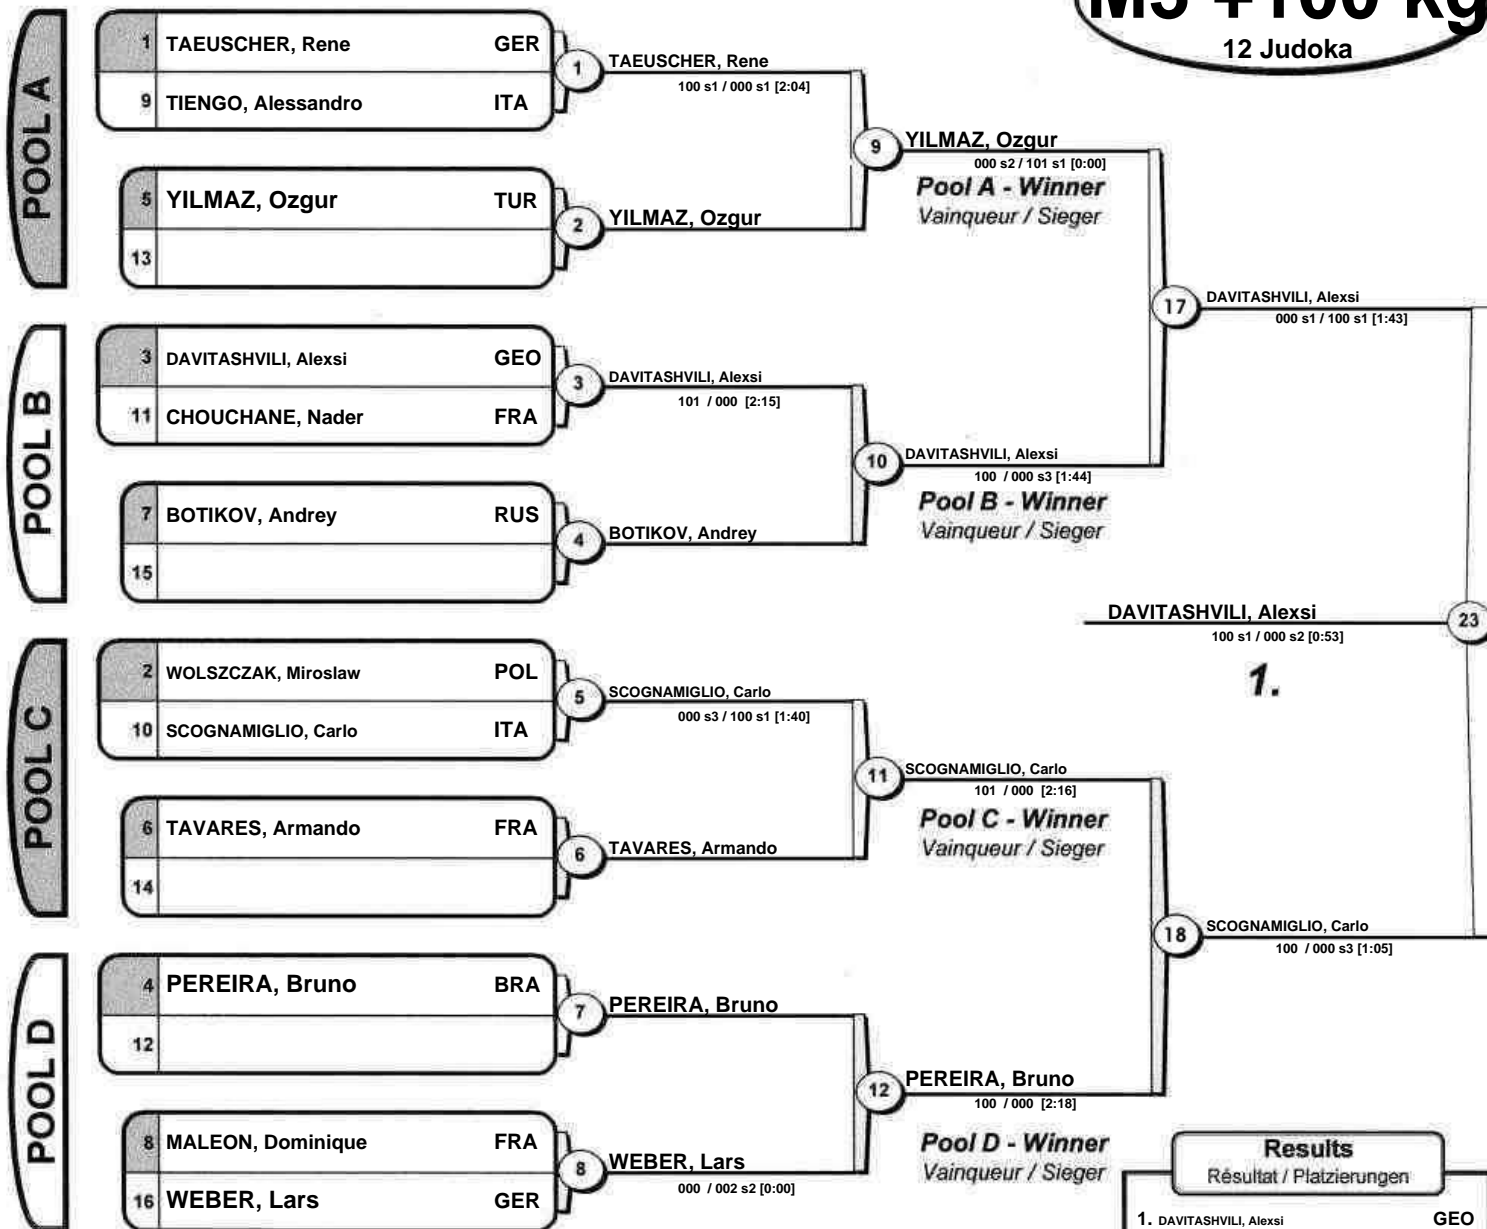 M5 +100 kg
12 Judoka
POOL A
1 TAEUSCHER, Rene GER
9 TIENGO, Alessandro ITA
1 TAEUSCHER, Rene
100 s1 / 000 s1 [2:04]
5 YILMAZ, Ozgur TUR
13
2 YILMAZ, Ozgur
9 YILMAZ, Ozgur
000 s2 / 101 s1 [0:00]
Pool A - Winner
Vainqueur / Sieger
POOL B
3 DAVITASHVILI, Alexsi GEO
11 CHOUCHANE, Nader FRA
3 DAVITASHVILI, Alexsi
101 / 000 [2:15]
7 BOTIKOV, Andrey RUS
15
4 BOTIKOV, Andrey
10 DAVITASHVILI, Alexsi
100 / 000 s3 [1:44]
Pool B - Winner
Vainqueur / Sieger
17 DAVITASHVILI, Alexsi
000 s1 / 100 s1 [1:43]
DAVITASHVILI, Alexsi 23
100 s1 / 000 s2 [0:53]
1.
POOL C
2 WOLSZCZAK, Miroslaw POL
10 SCOGNAMIGLIO, Carlo ITA
5 SCOGNAMIGLIO, Carlo
000 s3 / 100 s1 [1:40]
6 TAVARES, Armando FRA
14
6 TAVARES, Armando
11 SCOGNAMIGLIO, Carlo
101 / 000 [2:16]
Pool C - Winner
Vainqueur / Sieger
18 SCOGNAMIGLIO, Carlo
100 / 000 s3 [1:05]
POOL D
4 PEREIRA, Bruno BRA
12
7 PEREIRA, Bruno
8 MALEON, Dominique FRA
16 WEBER, Lars GER
8 WEBER, Lars
000 / 002 s2 [0:00]
12 PEREIRA, Bruno
100 / 000 [2:18]
Pool D - Winner
Vainqueur / Sieger
Results
Résultat / Platzierungen
1. DAVITASHVILI, Alexsi GEO